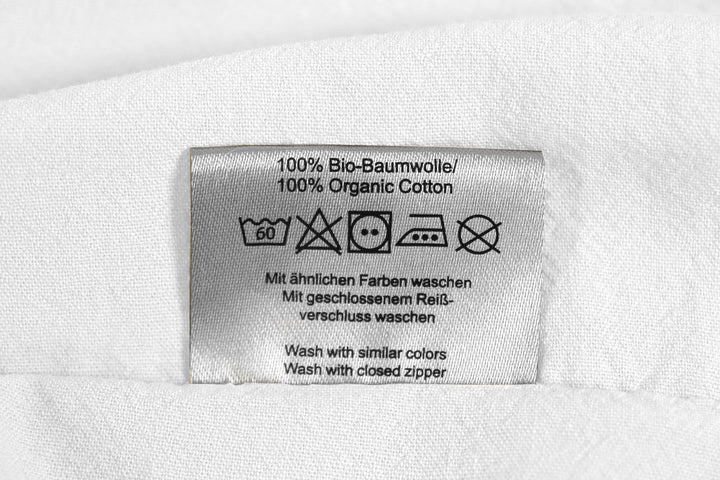 100% Bio-Baumwolle/
100% Organic Cotton
60
Mit ähnlichen Farben waschen
Mit geschlossenem Reiß-
verschluss waschen
Wash with similar colors
Wash with closed zipper